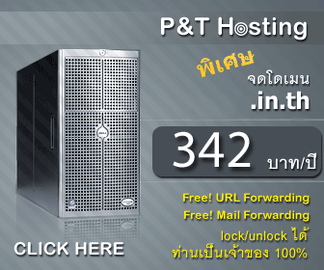 P&T Hosting
พิเศษ
จดโดเมน
.in.th
342 บาท/ปี
Free! URL Forwarding
Free! Mail Forwarding
lock/unlock ได้
ท่านเป็นเจ้าของ 100%
CLICK HERE